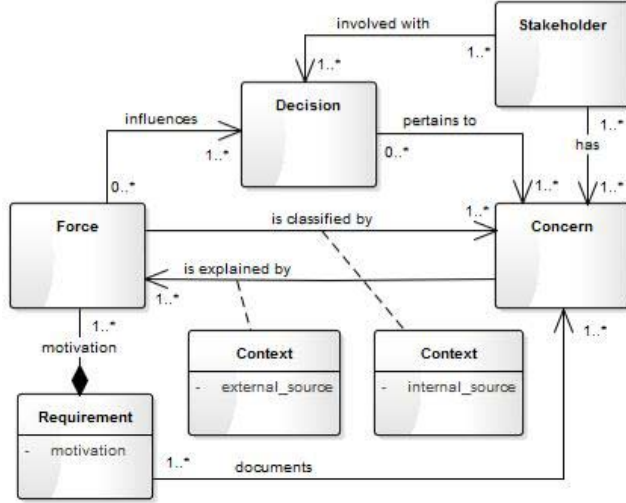 involved with
Stakeholder
1..*
1..*
Decision
1..*
influences
pertains to
has
1..*
0..*
0..*
1..*
1..*
Force
is classified by
1..*
Concern
is explained by
1..*
1..*
1..*
motivation
Context
Context
- external_source
- internal_source
Requirement
- motivation
1..*
documents